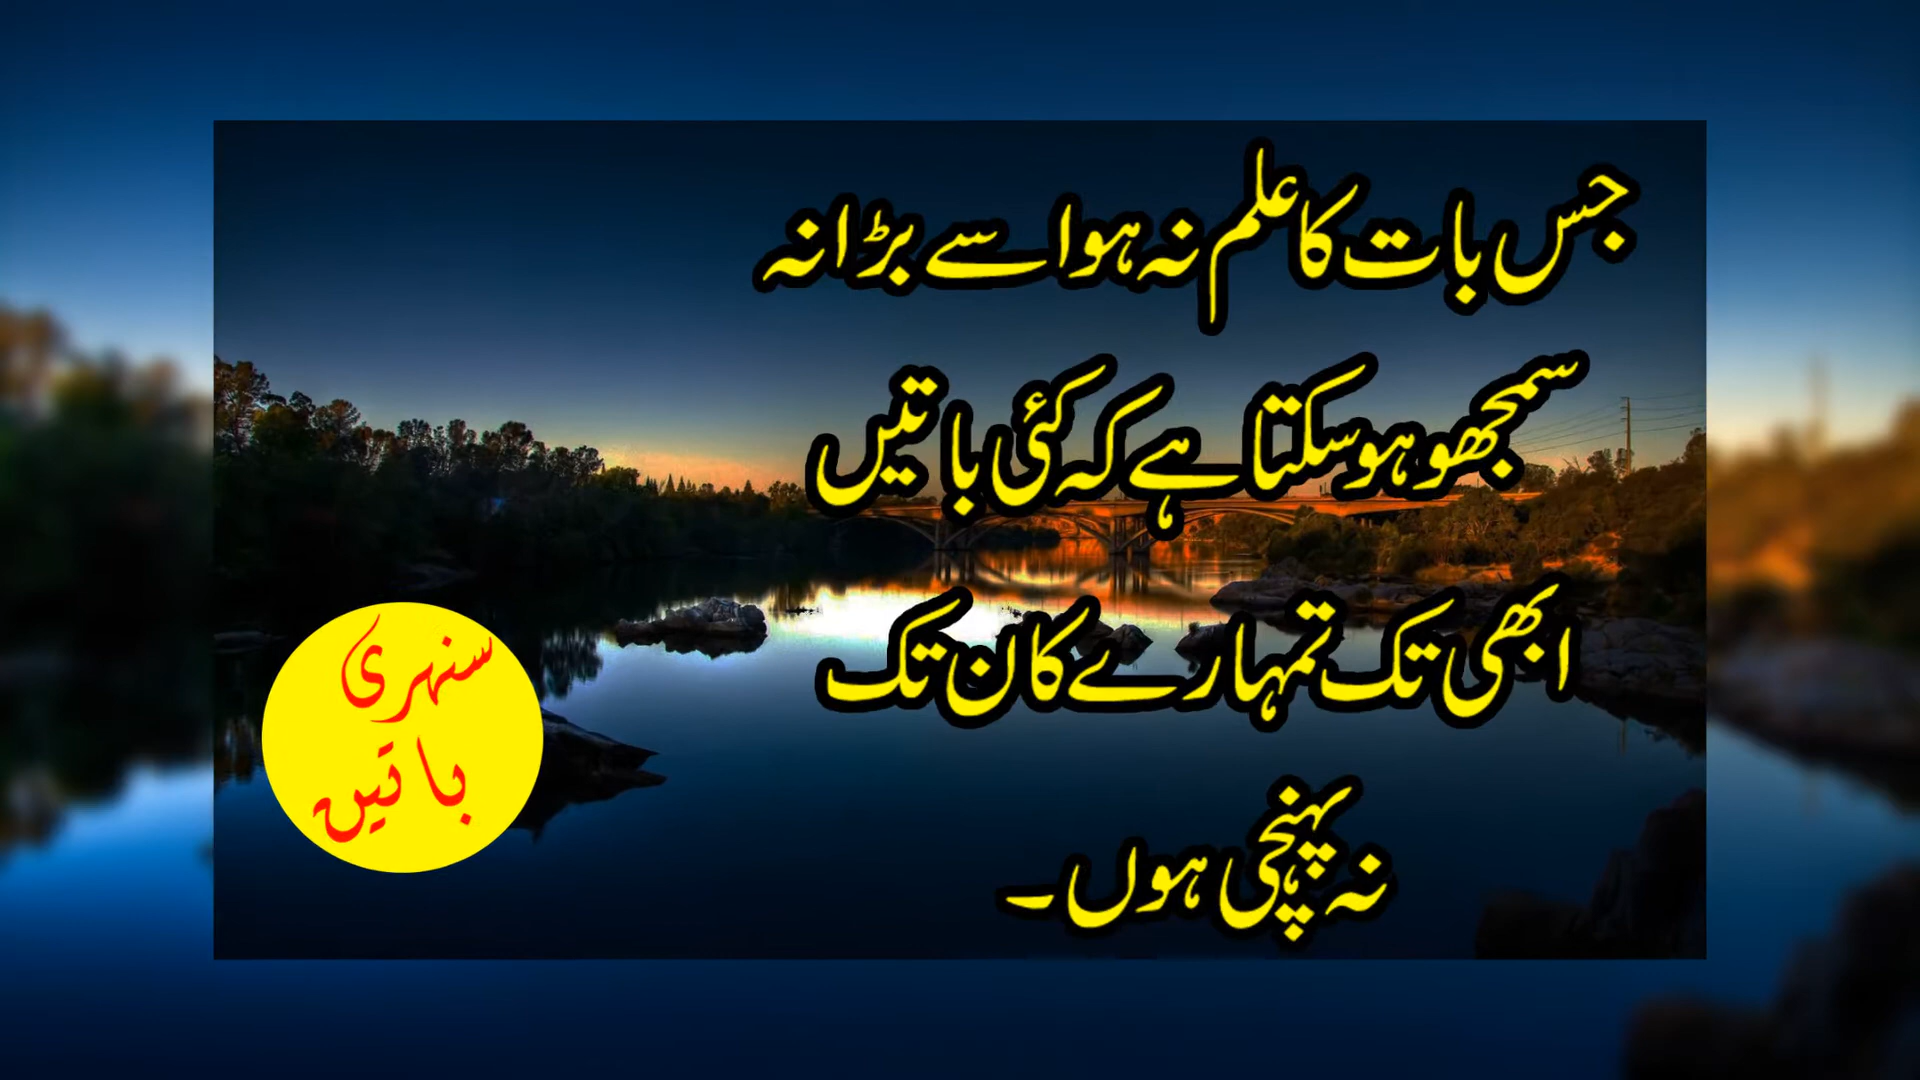 جس بات کا علم نہ ہو اسے بڑا نہ
سمجھو ہو سکتا ہے کہ کئی باتیں
ابھی تک تمہارے کان تک
نہ پہنچی ہوں۔
سنہری
باتیں